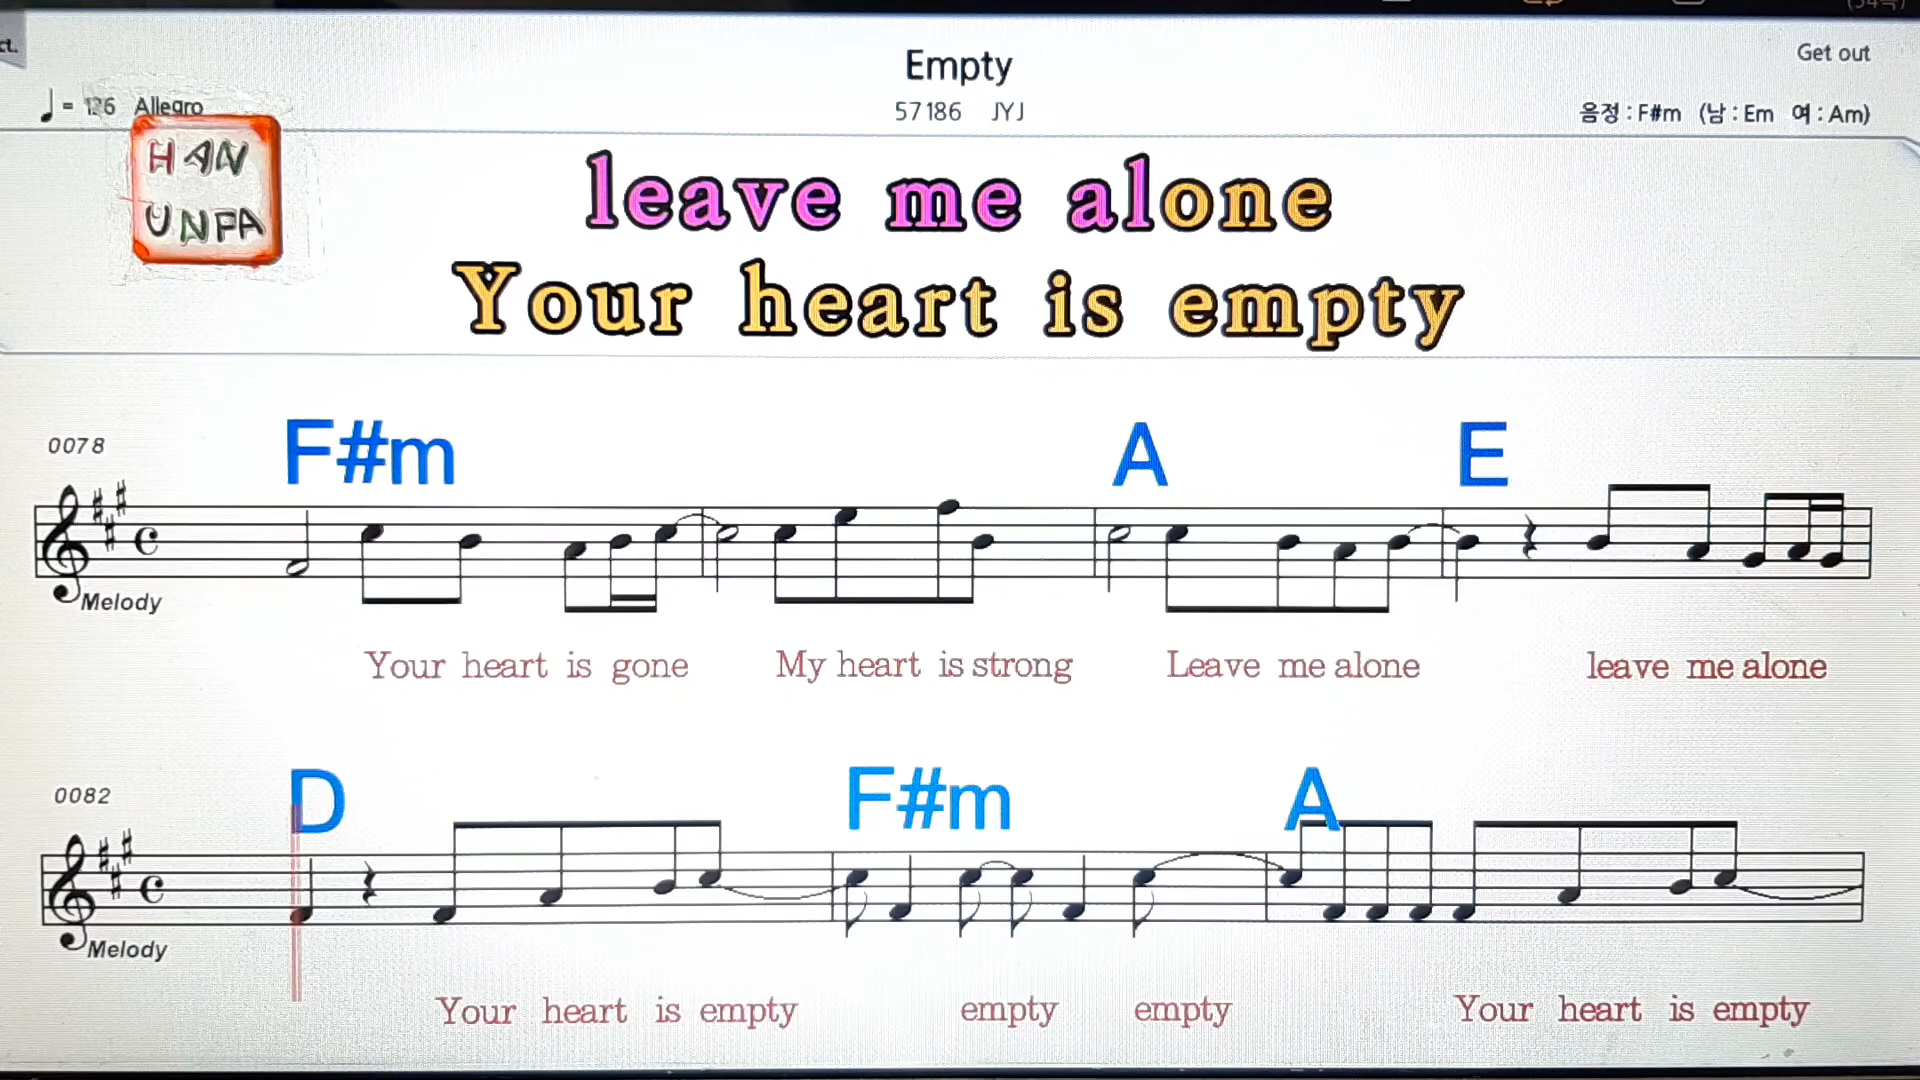 ct.
Empty
Get out
♩ = 126 Allegro
57186 JYJ
음정 : F#m (남 : Em 여 : Am)
HAN
UNFA
leave me alone
Your heart is empty
0078
F#m A E
Melody
Your heart is gone My heart is strong Leave me alone leave me alone
0082
D F#m A
Melody
Your heart is empty empty empty Your heart is empty